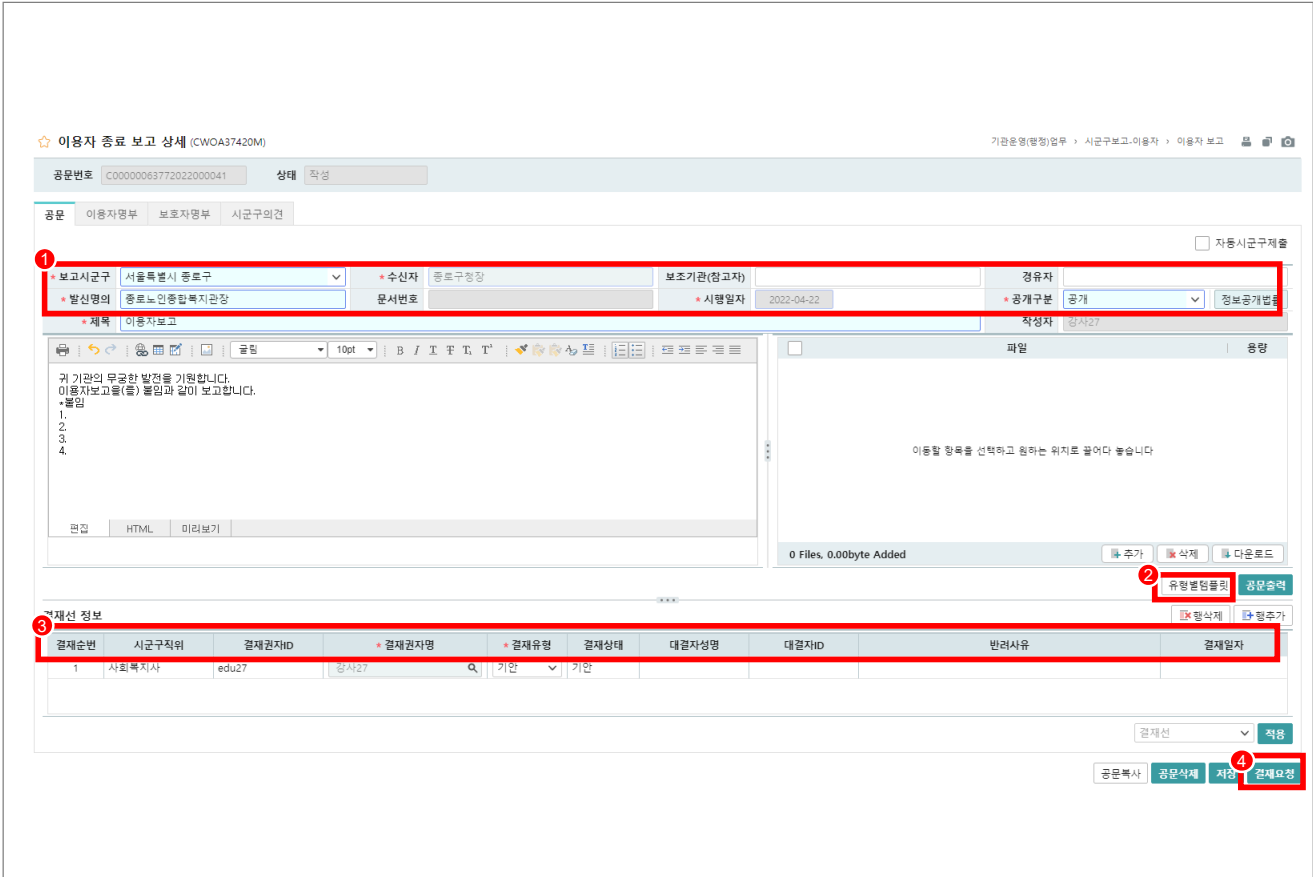 이용자 종료 보고 상세 (CWOA37420M)
기관운영(행정)업무 › 시군구보고-이용자 › 이용자 보고
공문번호 C00000063772022000041 상태 작성
공문 이용자명부 보호자명부 시군구의견
자동시군구제출
1
* 보고시군구 서울특별시 종로구 * 수신자 종로구청장 보조기관(참고자) 경유자
* 발신명의 종로노인종합복지관장 문서번호 * 시행일자 2022-04-22 * 공개구분 공개 정보공개법률
* 제목 이용자보고 작성자 강사27
굴림 10pt B I T T T, T'
파일 용량
귀 기관의 무궁한 발전을 기원합니다.
이용자보고을(를) 붙임과 같이 보고합니다.
*붙임
1.
2.
3.
4.
이동할 항목을 선택하고 원하는 위치로 끌어다 놓습니다
편집 HTML 미리보기
0 Files, 0.00byte Added 추가 삭제 다운로드
2
유형별템플릿 공문출력
결재선 정보 행삭제 행추가
3
결재순번 시군구직위 결재권자ID * 결재권자명 * 결재유형 결재상태 대결자성명 대결자ID 반려사유 결재일자
1 사회복지사 edu27 강사27 기안 기안
결재선 적용
4
공문복사 공문삭제 저장 결재요청